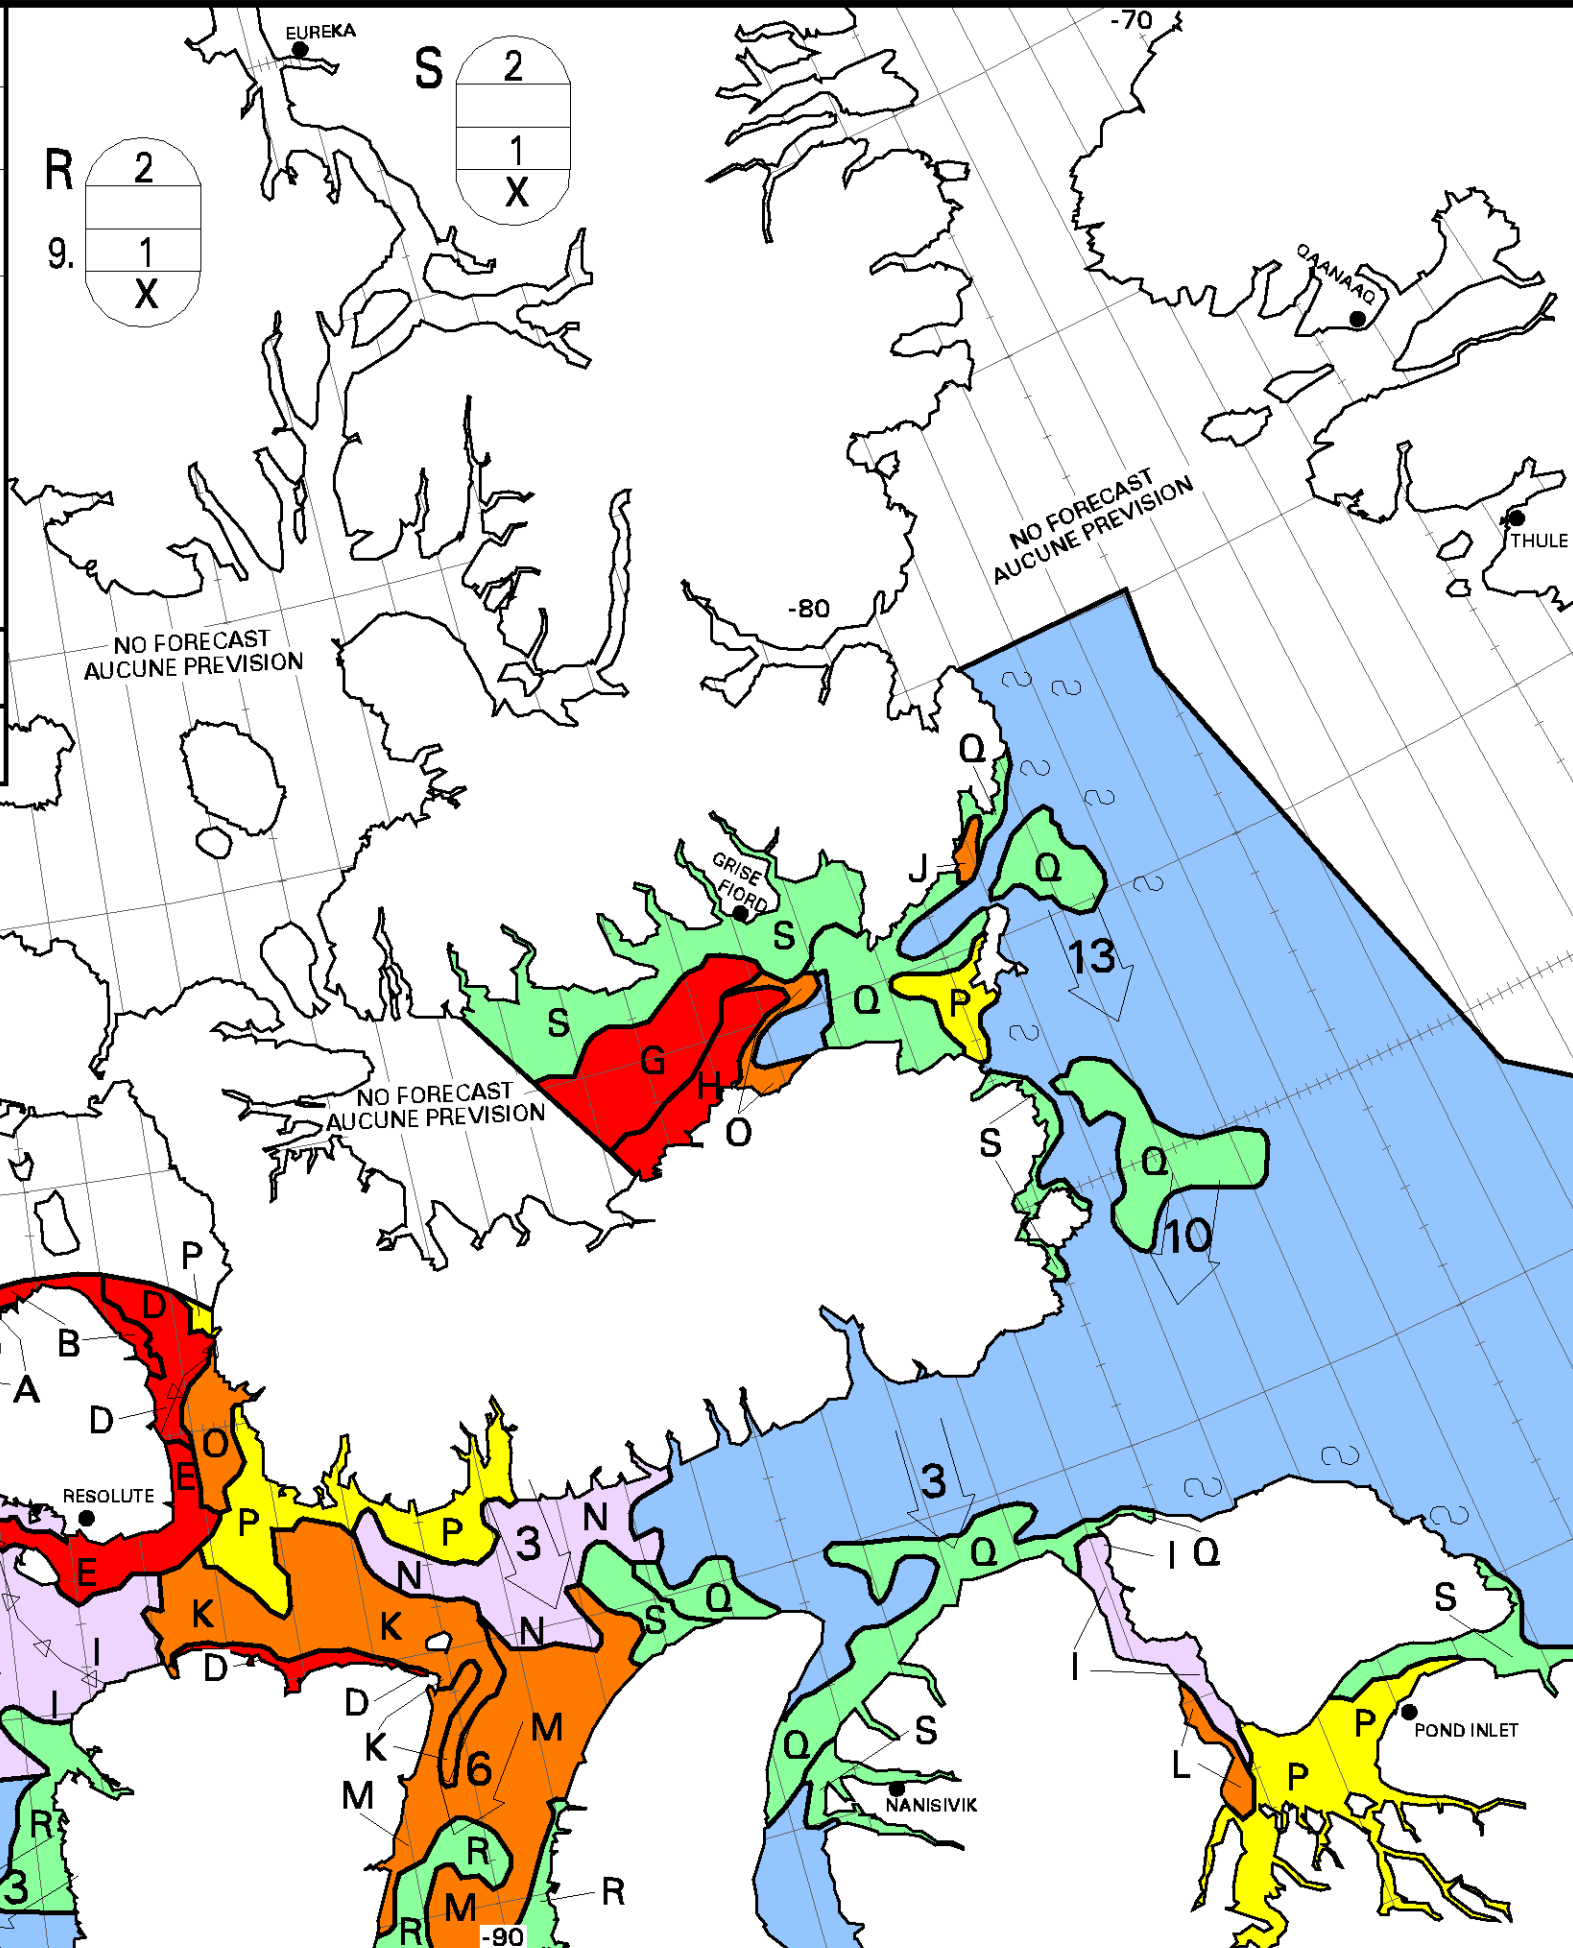 -70
EUREKA
S
2
1
X
R
2
9.
1
X
QAANAAQ
NO FORECAST
AUCUNE PREVISION
THULE
-80
NO FORECAST
AUCUNE PREVISION
Q
GRISE
FIORD
J
Q
S
13
Q
P
S
G
H
NO FORECAST
AUCUNE PREVISION
O
S
Q
10
P
D
B
A
D
O
E
3
RESOLUTE
P
P
3
N
Q
I
Q
E
N
Q
S
K
K
N
S
I
D
I
I
D
M
P
POND INLET
K
6
Q
S
L
P
M
NANISIVIK
R
R
3
M
R
R
-90